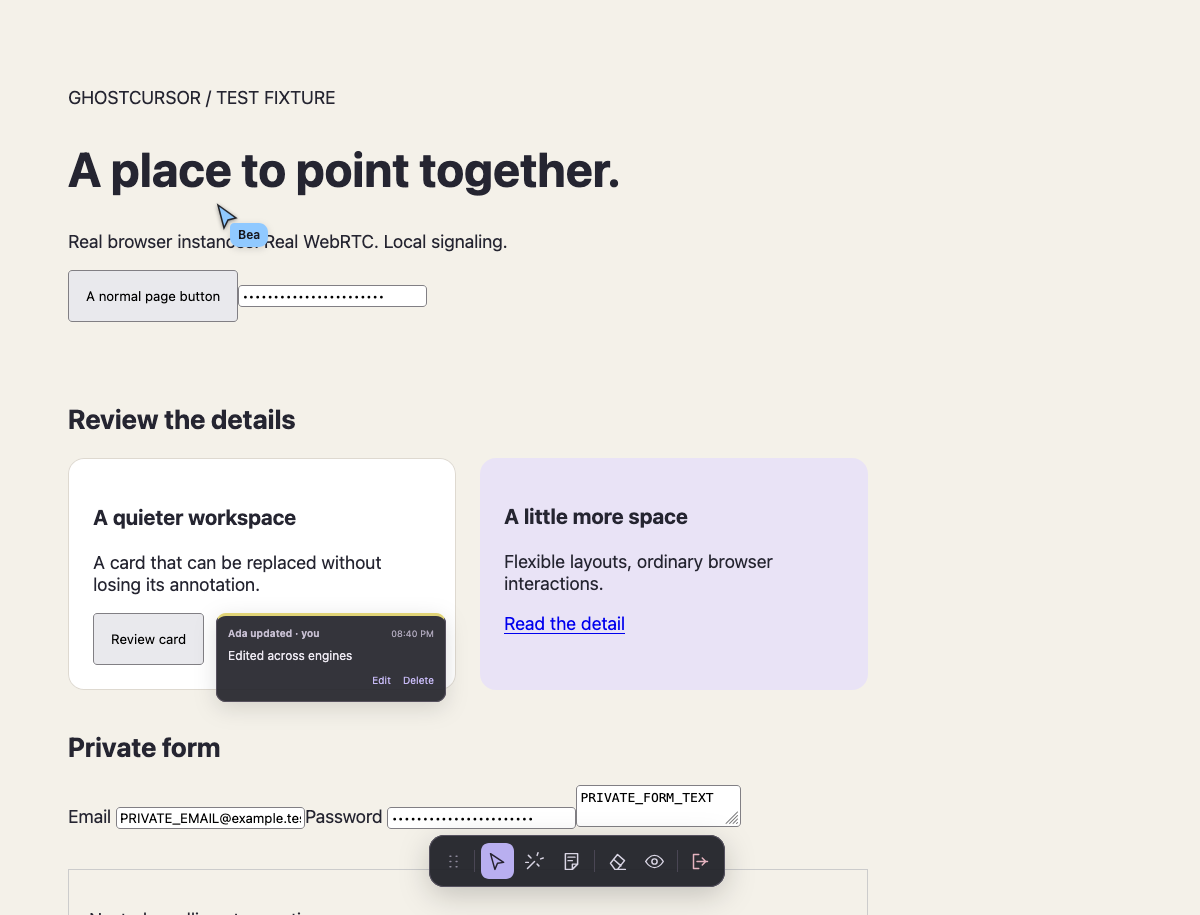 GHOSTCURSOR / TEST FIXTURE
A place to point together.
Bea
Real browser Real WebRTC. Local signaling.
A normal page button
Review the details
A quieter workspace
A card that can be replaced without
losing its annotation.
Review card
Ada updated · you 08:40 PM
Edited across engines
Edit Delete
A little more space
Flexible layouts, ordinary browser
interactions.
Read the detail
Private form
Email PRIVATE_EMAIL@example.tes Password
PRIVATE_FORM_TEXT